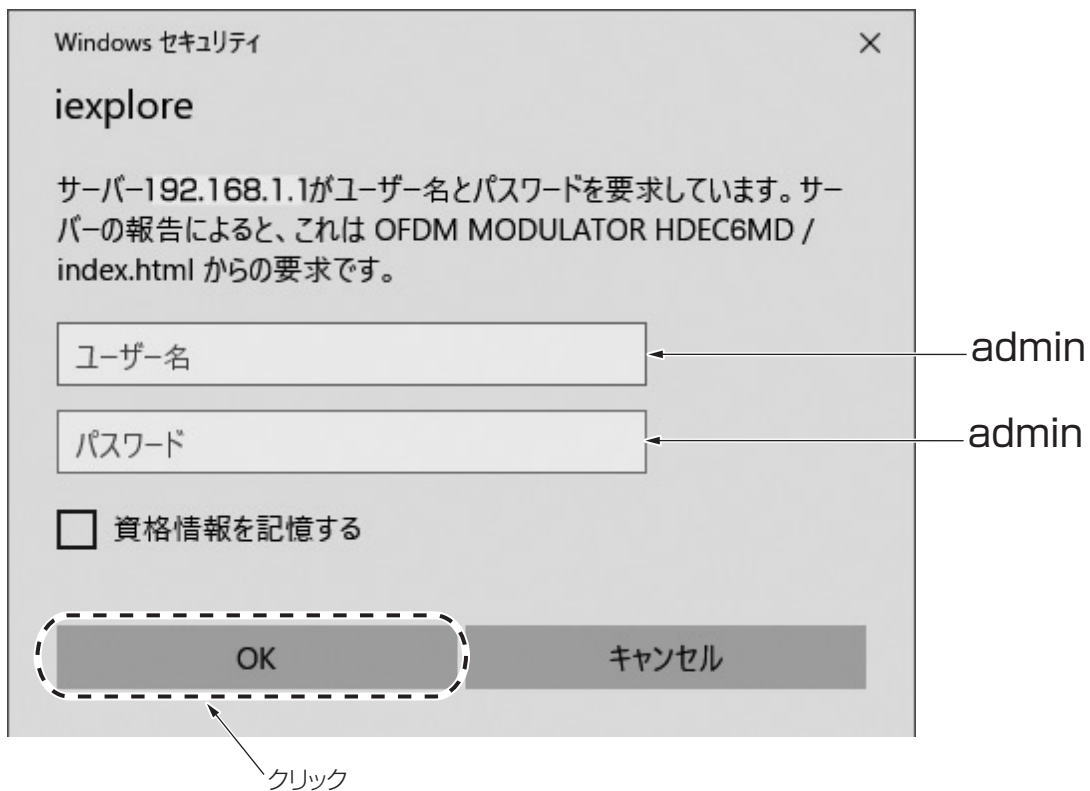 Windows セキュリティ
iexplore
サーバー192.168.1.1がユーザー名とパスワードを要求しています。サー
バーの報告によると、これは OFDM MODULATOR HDEC6MD /
index.html からの要求です。
ユーザー名
admin
パスワード
admin
資格情報を記憶する
OK
キャンセル
クリック